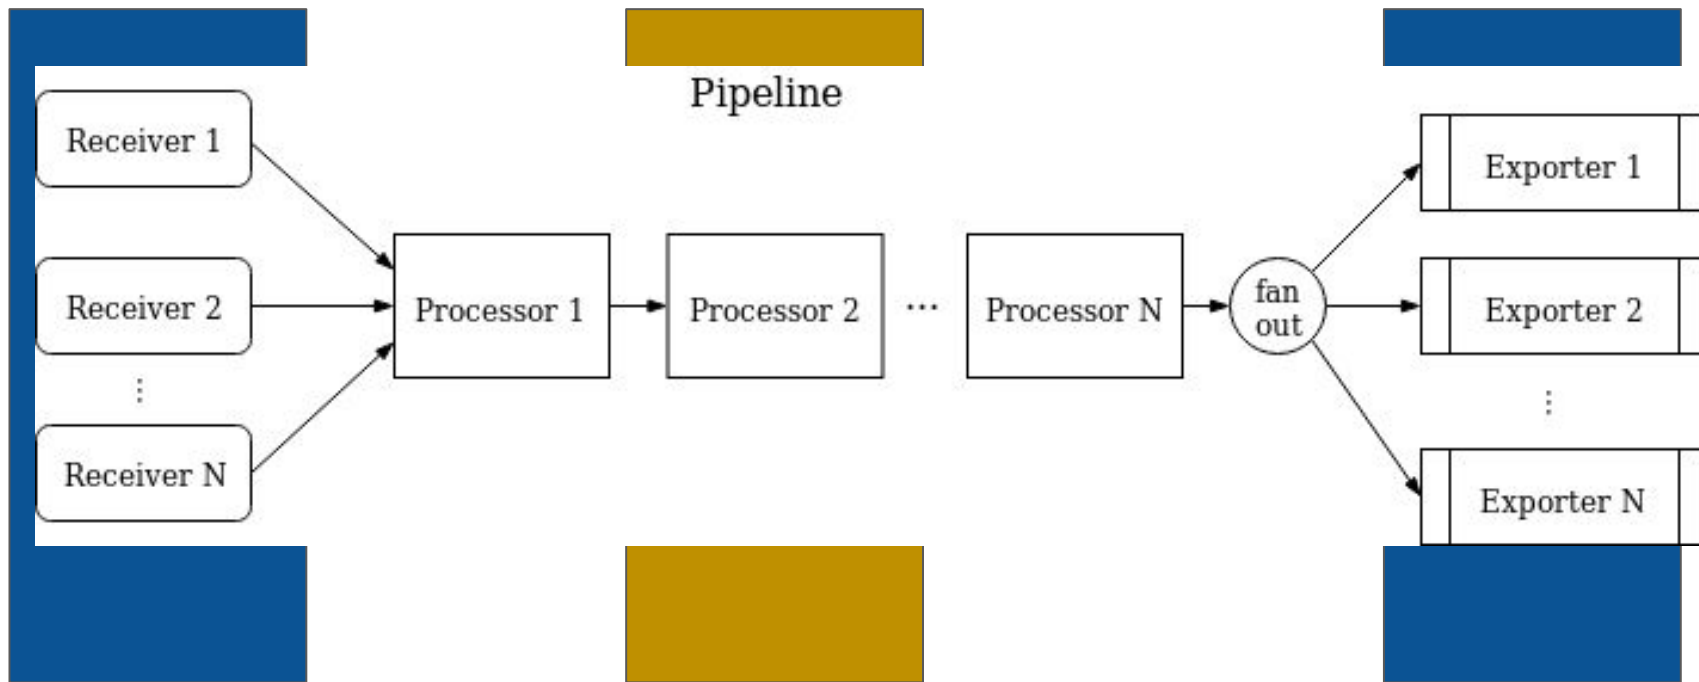 Pipeline
Receiver 1
Receiver 2
⋮
Receiver N
Processor 1
Processor 2
...
Processor N
fan
out
Exporter 1
Exporter 2
⋮
Exporter N